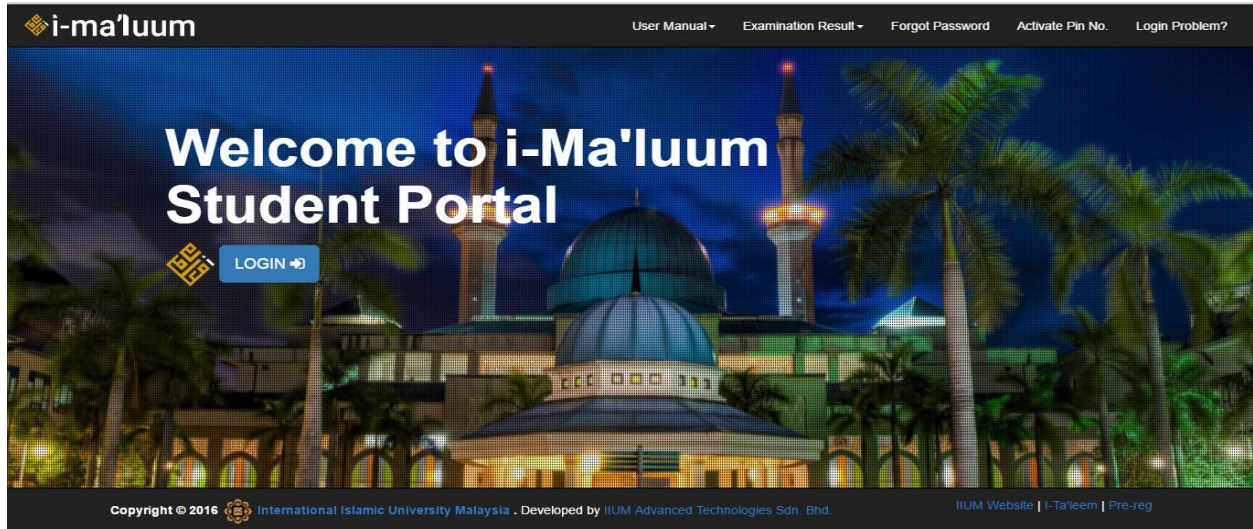 i-ma'luum
User Manual Examination Result Forgot Password Activate Pin No. Login Problem?
Welcome to i-Ma'luum
Student Portal
LOGIN
Copyright © 2016 International Islamic University Malaysia . Developed by IIUM Advanced Technologies Sdn. Bhd.
IIUM Website | I-Ta'leem | Pre-reg